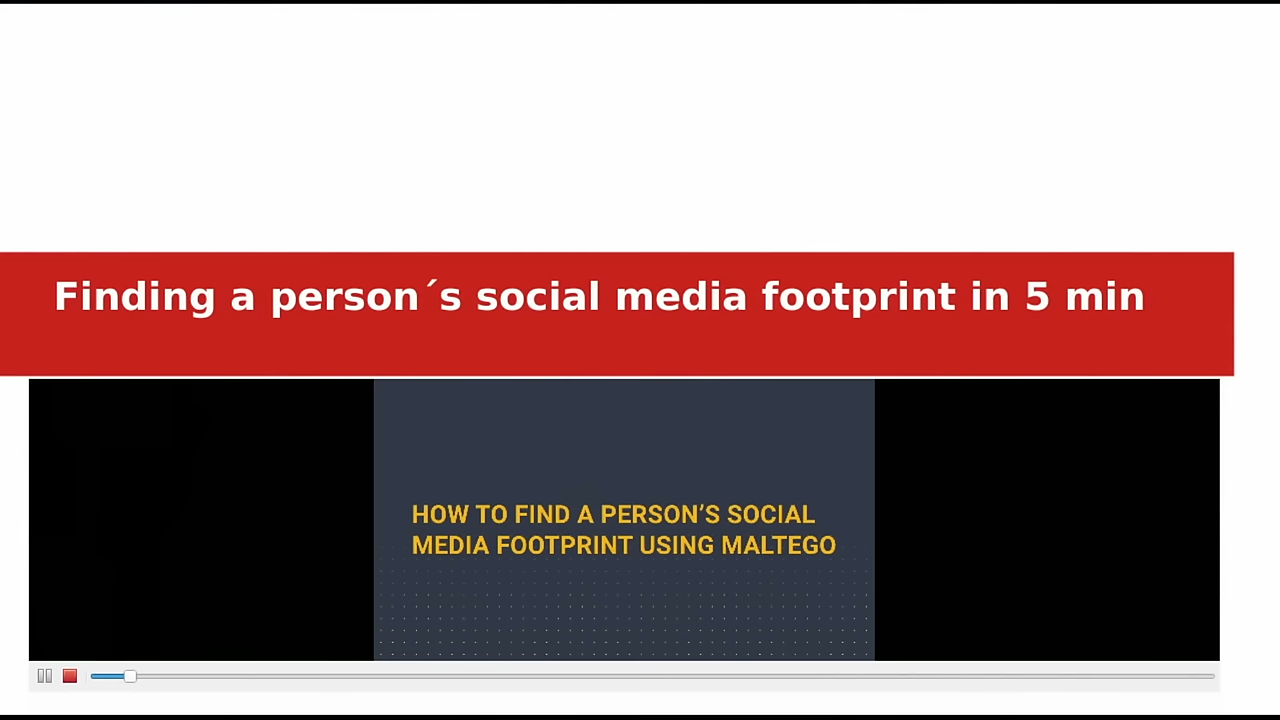 Finding a person´s social media footprint in 5 min
HOW TO FIND A PERSON’S SOCIAL
MEDIA FOOTPRINT USING MALTEGO